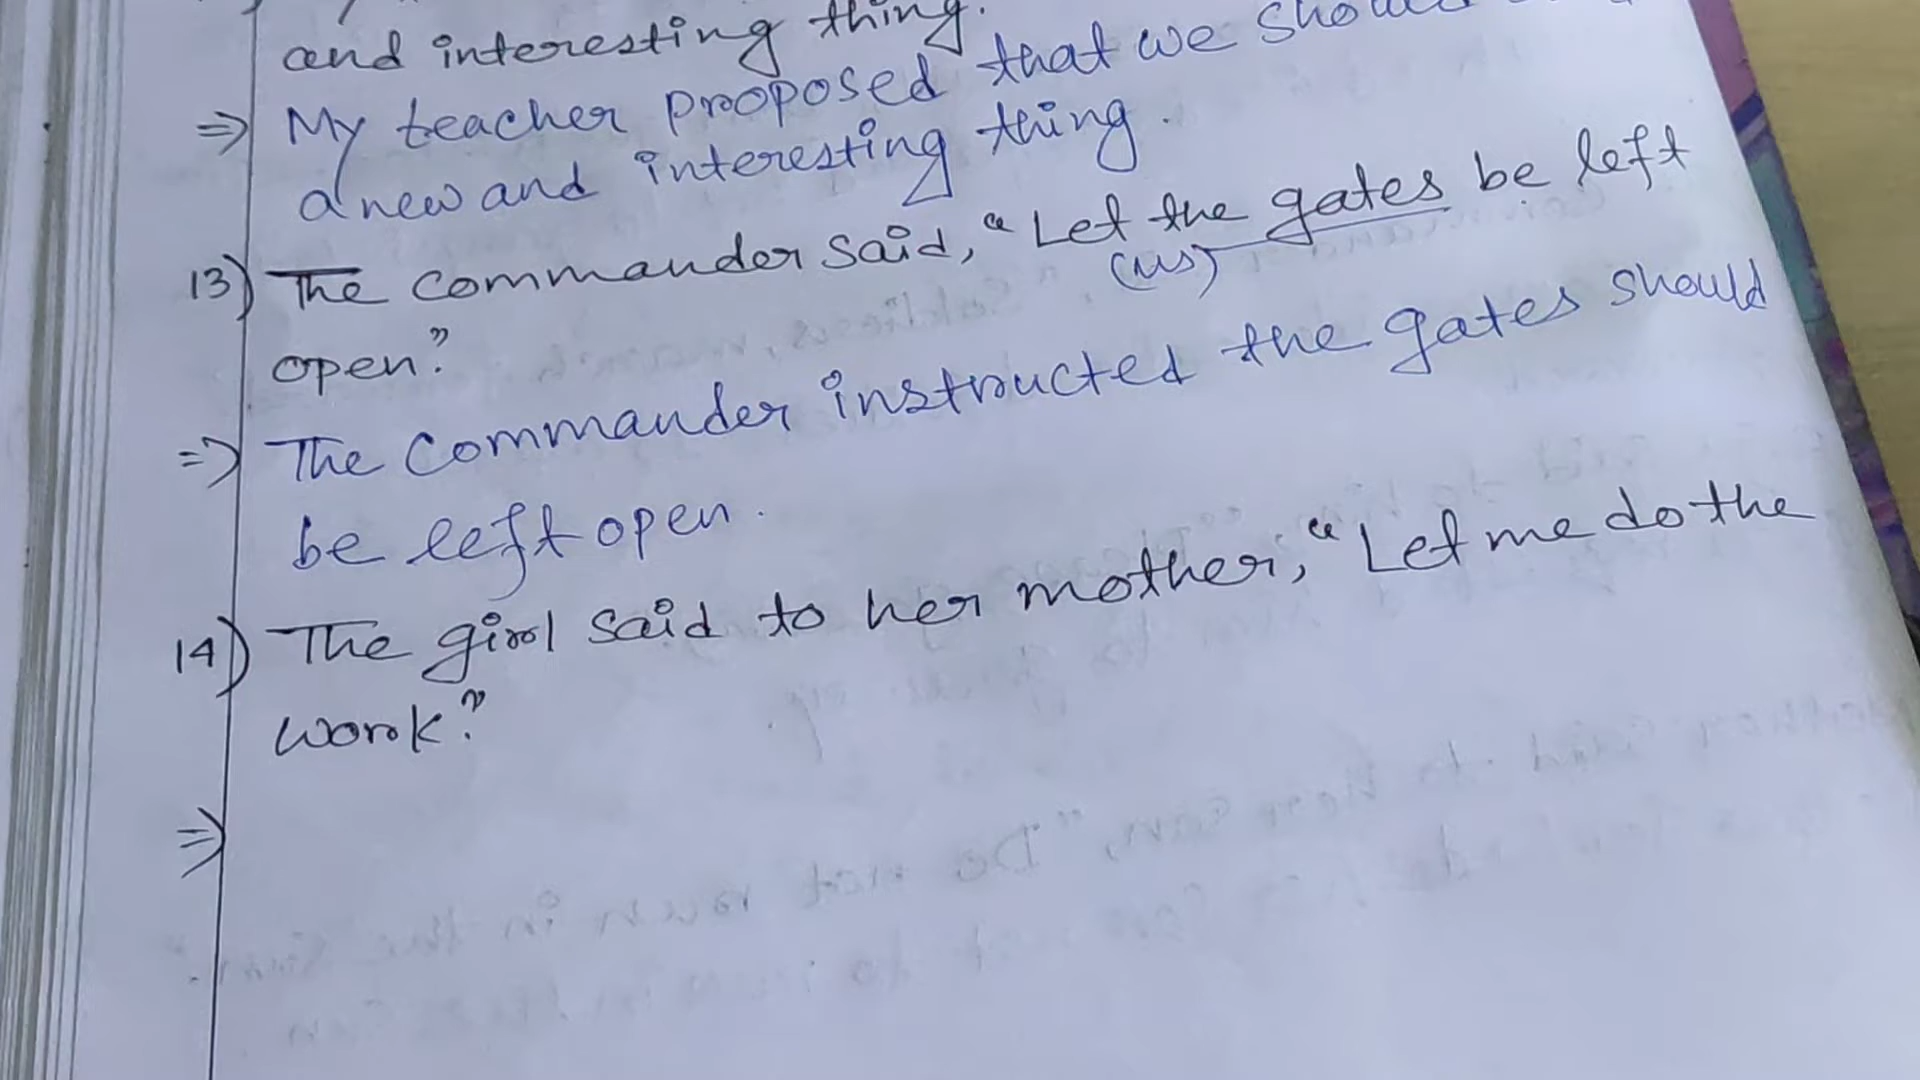 and interesting thing.
⇒ My teacher proposed that we should
a new and interesting thing.
13) The Commander said, "Let the gates be left
(us)
open."
⇒ The Commander instructed the gates should
be left open.
14) The girl said to her mother, "Let me do the
work."
⇒